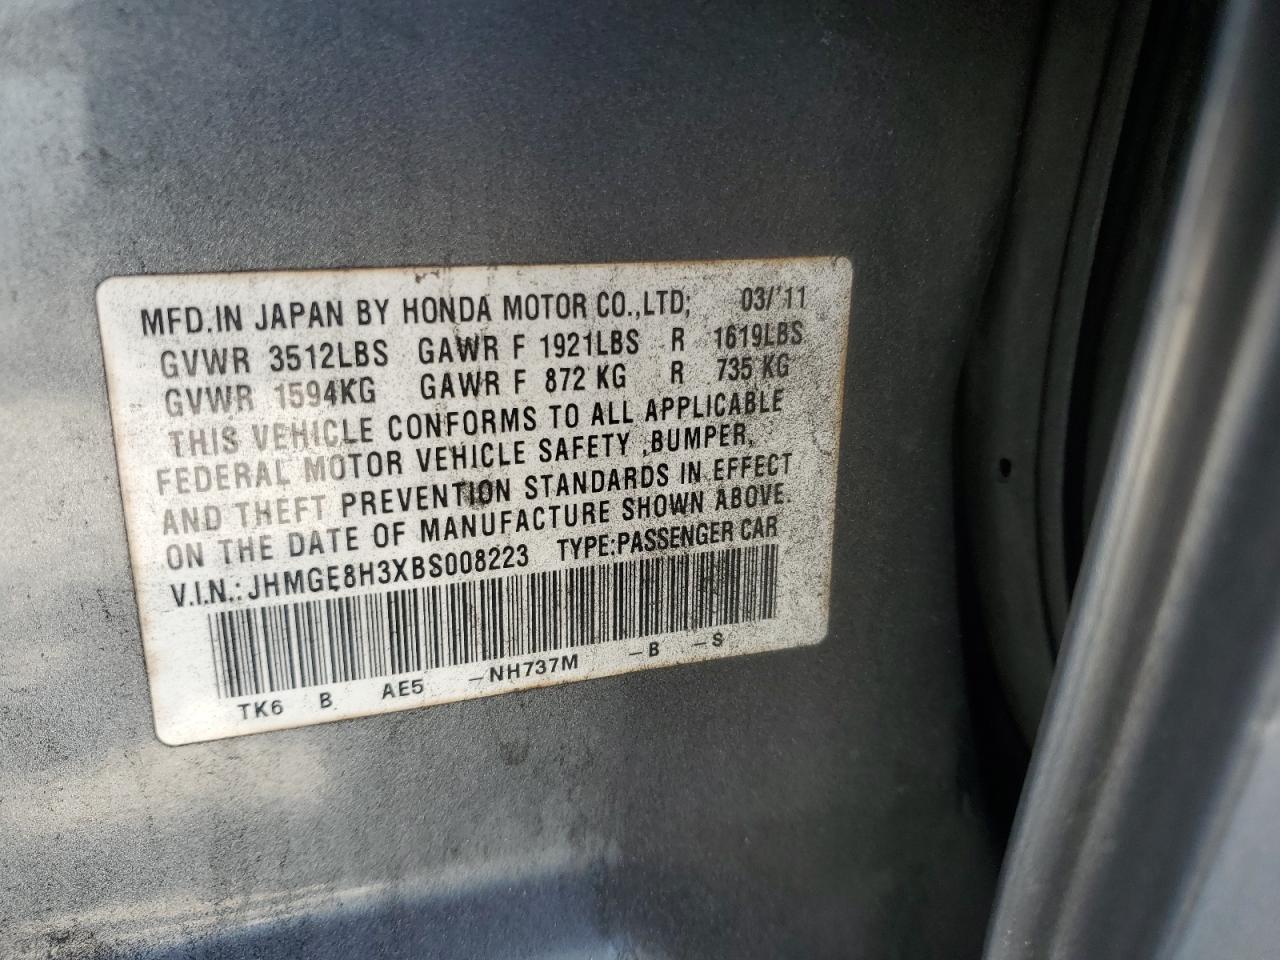 MFD.IN JAPAN BY HONDA MOTOR CO.,LTD; 03/'11
GVWR 3512LBS GAWR F 1921LBS R 1619LBS
GVWR 1594KG GAWR F 872 KG R 735 KG
THIS VEHICLE CONFORMS TO ALL APPLICABLE
FEDERAL MOTOR VEHICLE SAFETY ,BUMPER,
AND THEFT PREVENTION STANDARDS IN EFFECT
ON THE DATE OF MANUFACTURE SHOWN ABOVE.
V.I.N.: JHMGE8H3XBS008223 TYPE:PASSENGER CAR
TK6 B AE5 -NH737M -B -S